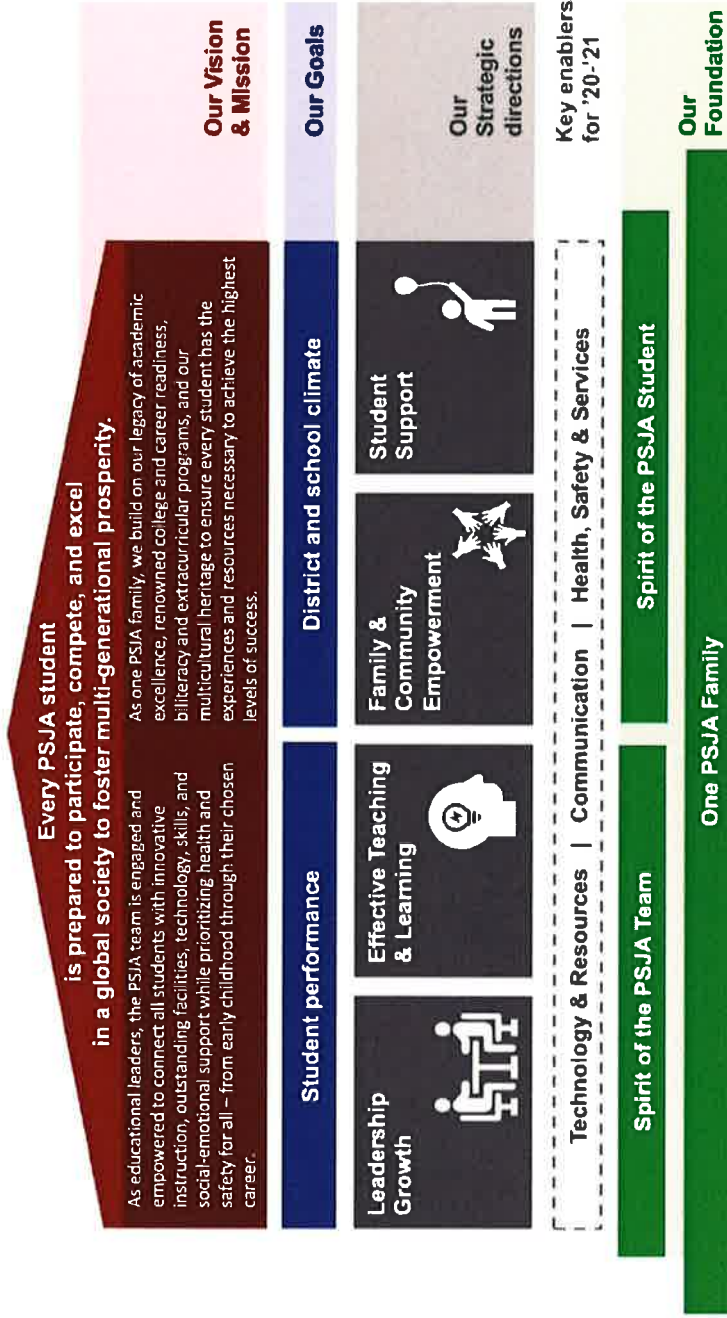 Every PSJA student
is prepared to participate, compete, and excel
in a global society to foster multi-generational prosperity.
As educational leaders, the PSJA team is engaged and
empowered to connect all students with innovative
instruction, outstanding facilities, technology, skills, and
social-emotional support while prioritizing health and
safety for all – from early childhood through their chosen
career.
As one PSJA family, we build on our legacy of academic
excellence, renowned college and career readiness,
biliteracy and extracurricular programs, and our
multicultural heritage to ensure every student has the
experiences and resources necessary to achieve the highest
levels of success.
Our Vision
& Mission
Student performance
District and school climate
Our Goals
Leadership
Growth
Effective Teaching
& Learning
Family &
Community
Empowerment
Student
Support
Our
Strategic
directions
Technology & Resources | Communication | Health, Safety & Services
Key enablers
for '20-'21
Spirit of the PSJA Team
Spirit of the PSJA Student
One PSJA Family
Our
Foundation